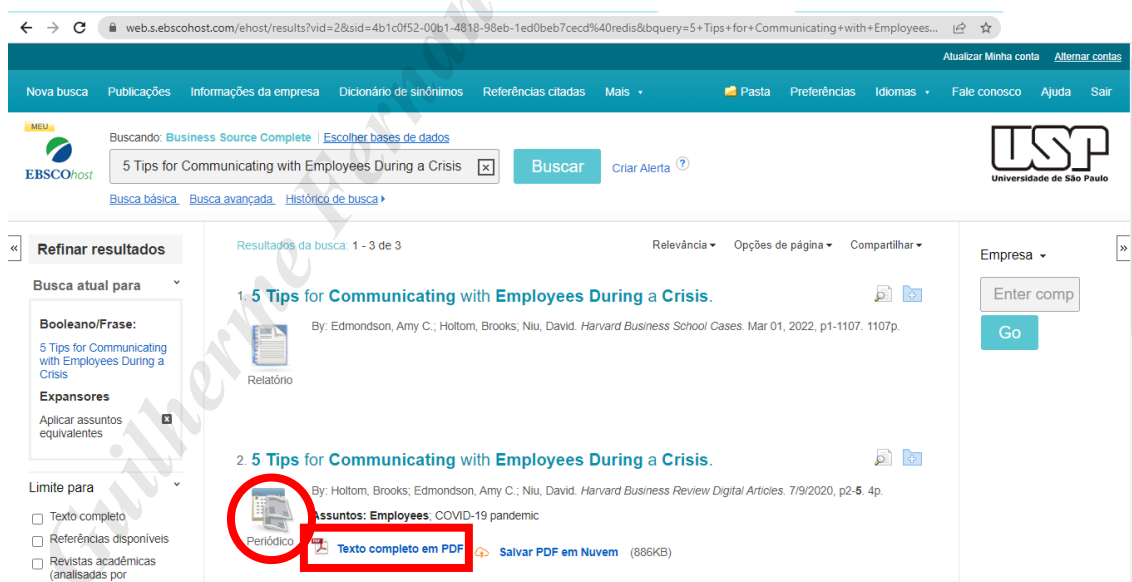 web.s.ebscohost.com/ehost/results?vid=2&sid=4b1c0f52-00b1-4818-98eb-1ed0beb7cecd%40redis&bquery=5+Tips+for+Communicating+with+Employees...
Atualizar Minha conta Alternar contas
Nova busca Publicações Informações da empresa Dicionário de sinônimos Referências citadas Mais Pasta Preferências Idiomas Fale conosco Ajuda Sair
MEU
EBSCOhost
Buscando: Business Source Complete | Escolher bases de dados
5 Tips for Communicating with Employees During a Crisis
Buscar Criar Alerta ?
Busca básica Busca avançada Histórico de busca
USP
Universidade de São Paulo
« Refinar resultados
Busca atual para
Booleano/Frase:
5 Tips for Communicating
with Employees During a
Crisis
Expansores
Aplicar assuntos
equivalentes
Limite para
Texto completo
Referências disponíveis
Revistas acadêmicas
(analisadas por
Resultados da busca: 1 - 3 de 3 Relevância Opções de página Compartilhar
1. 5 Tips for Communicating with Employees During a Crisis.
By: Edmondson, Amy C.; Holtom, Brooks; Niu, David. Harvard Business School Cases. Mar 01, 2022, p1-1107. 1107p.
Relatório
2. 5 Tips for Communicating with Employees During a Crisis.
By: Holtom, Brooks; Edmondson, Amy C.; Niu, David. Harvard Business Review Digital Articles. 7/9/2020, p2-5. 4p.
Assuntos: Employees; COVID-19 pandemic
Periódico
Texto completo em PDF Salvar PDF em Nuvem (886KB)
Empresa »
Enter comp
Go
Guilherme